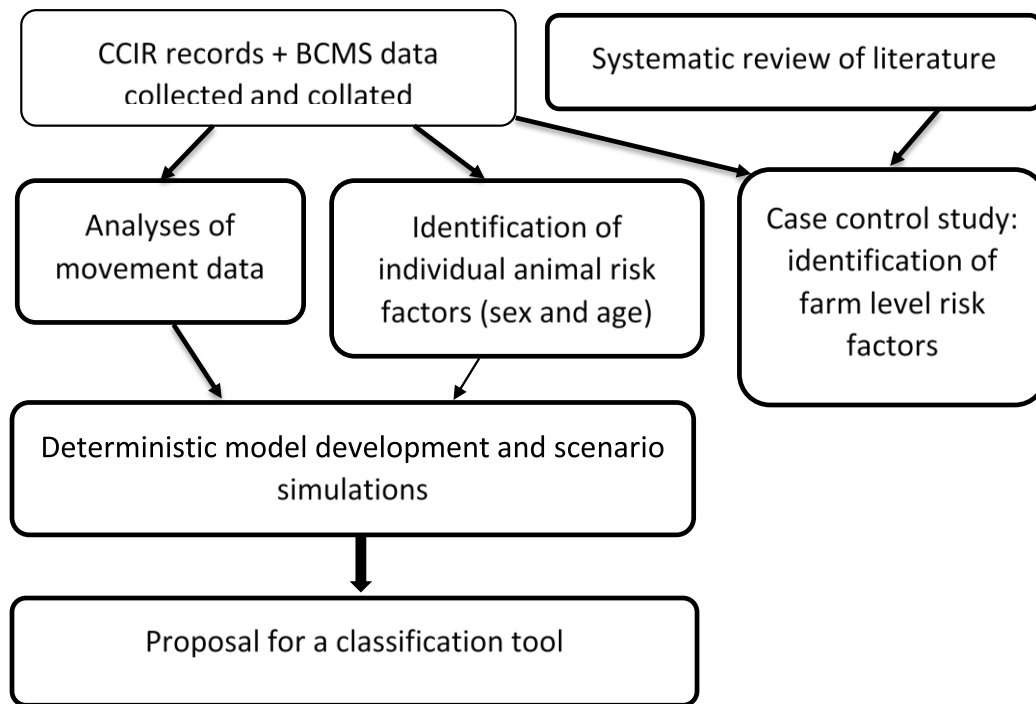 CCIR records + BCMS data
collected and collated
Systematic review of literature
Analyses of
movement data
Identification of
individual animal risk
factors (sex and age)
Case control study:
identification of
farm level risk
factors
Deterministic model development and scenario
simulations
Proposal for a classification tool